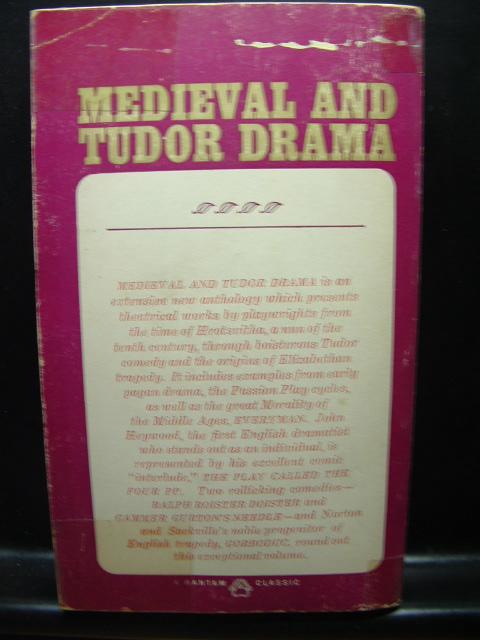 MEDIEVAL AND
TUDOR DRAMA
MEDIEVAL AND TUDOR DRAMA is an
extensive new anthology which presents
theatrical works by playwrights from
the time of Hrotsvitha, a nun of the
tenth century, through boisterous Tudor
comedy and the origins of Elizabethan
tragedy. It includes examples from early
pagan drama, the Passion Play cycles,
as well as the great Morality of
the Middle Ages, EVERYMAN. John
Heywood, the first English dramatist
who stands out as an individual, is
represented by his excellent comic
"interlude," THE PLAY CALLED THE
FOUR PP. Two rollicking comedies—
RALPH ROISTER DOISTER and
GAMMER GURTON'S NEEDLE—and Norton
and Sackville's noble progenitor of
English tragedy, GORBODUC, round out
this exceptional volume.
A BANTAM CLASSIC